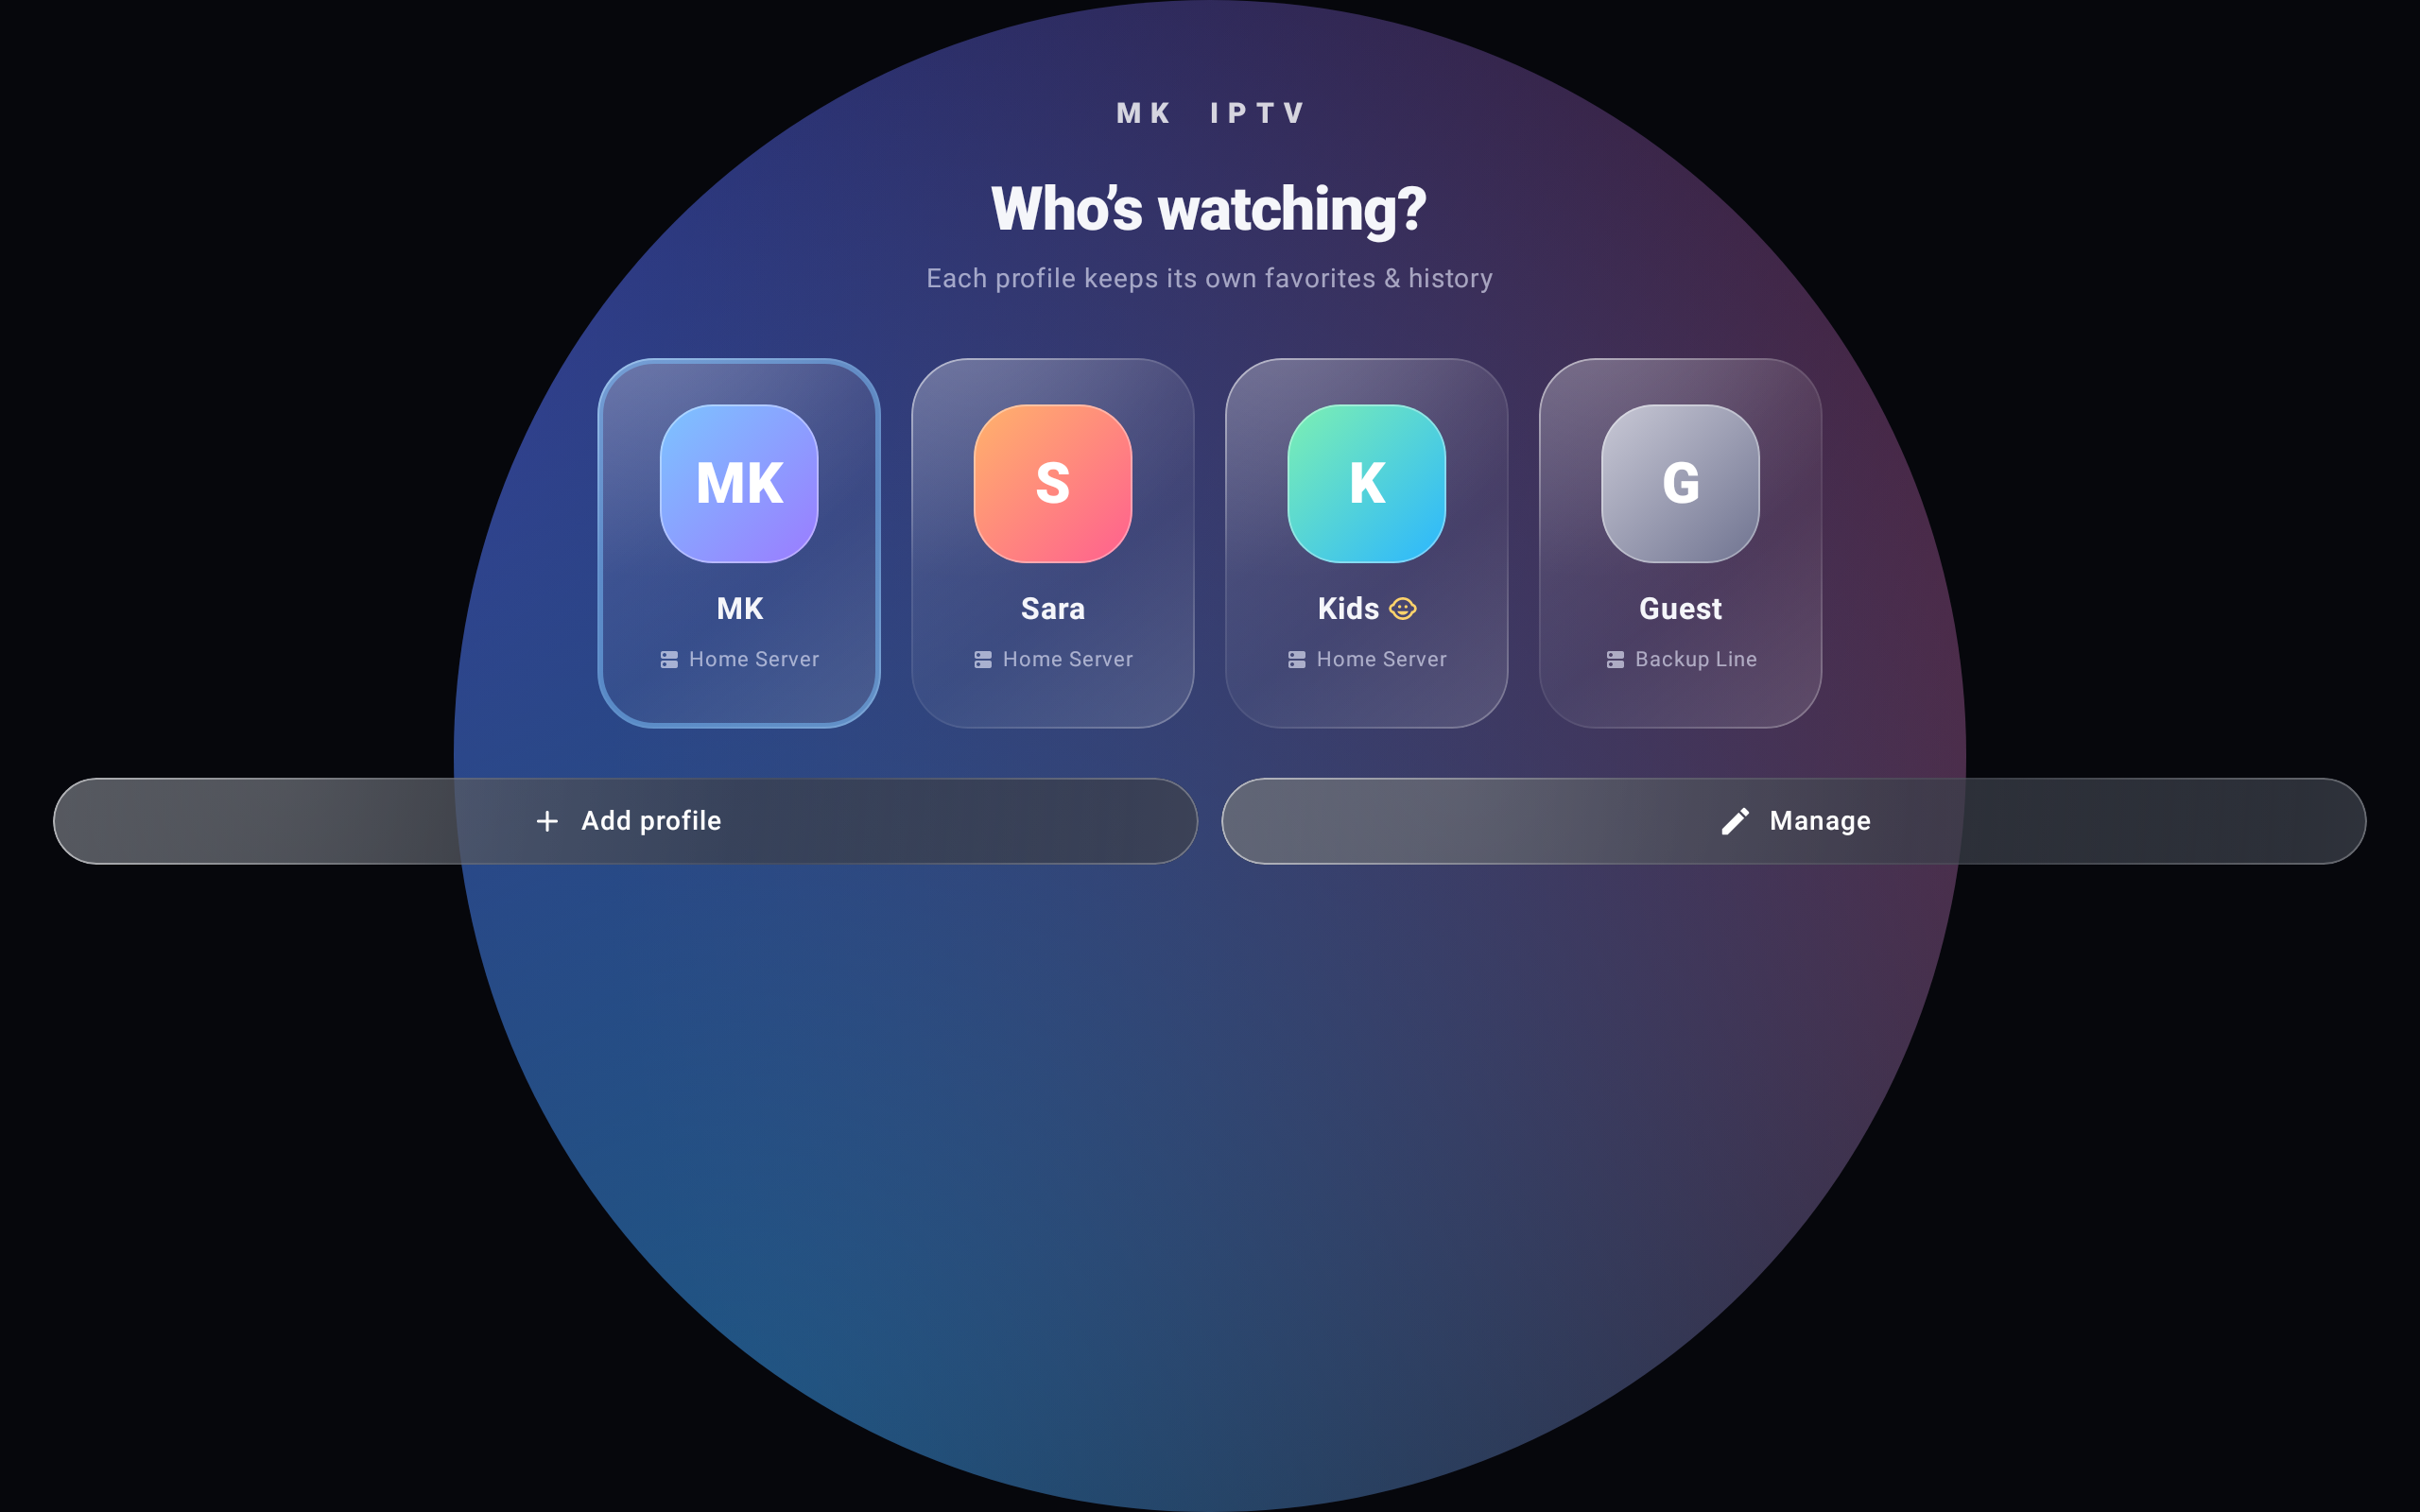 MK IPTV
Who’s watching?
Each profile keeps its own favorites & history
MK
S
K
G
MK
Sara
Kids
Guest
Home Server
Home Server
Home Server
Backup Line
Add profile
Manage